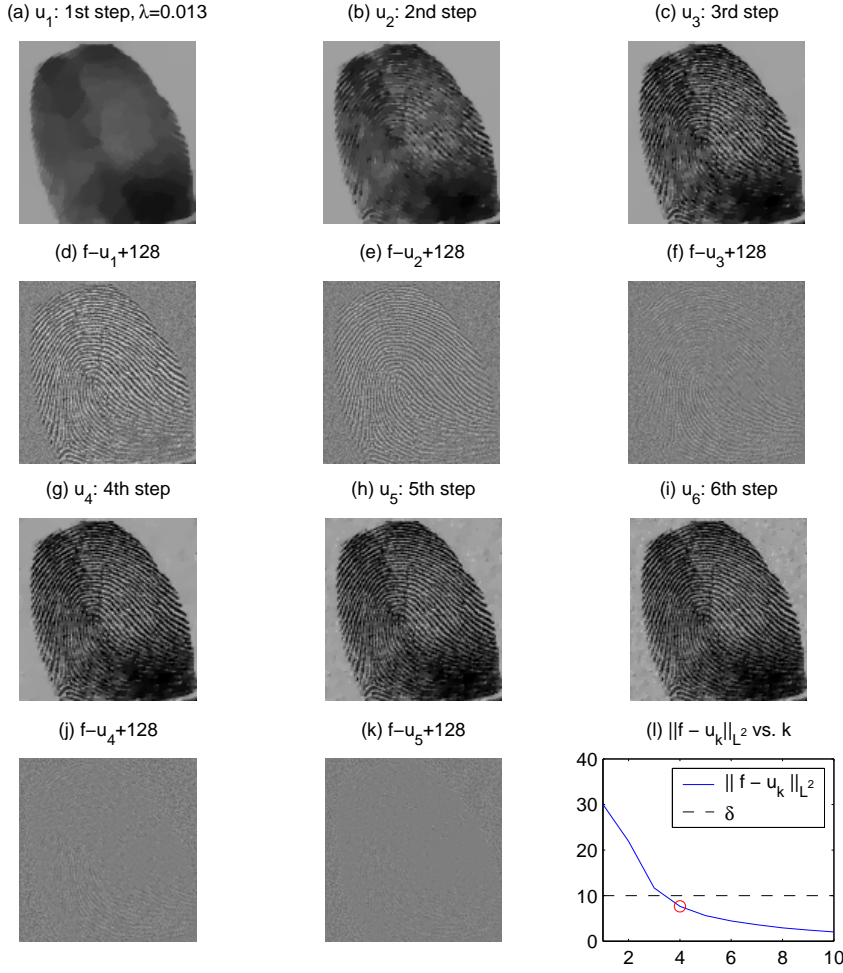 (a) u₁: 1st step, λ=0.013
(b) u₂: 2nd step
(c) u₃: 3rd step
(d) f−u₁+128
(e) f−u₂+128
(f) f−u₃+128
(g) u₄: 4th step
(h) u₅: 5th step
(i) u₆: 6th step
(j) f−u₄+128
(k) f−u₅+128
(l) ||f − uₖ||_L² vs. k
40
30
20
10
0
|| f − uₖ ||_L²
δ
2 4 6 8 10